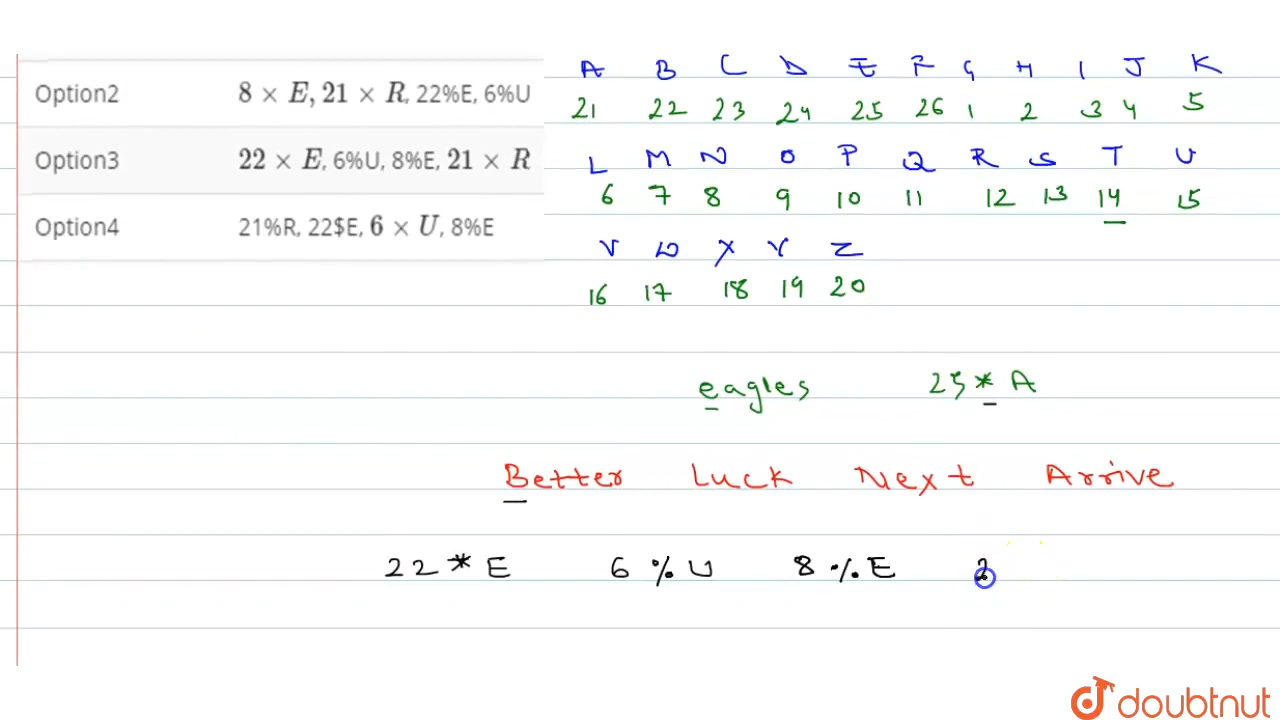 Option2 8 × E, 21 × R, 22%E, 6%U
Option3 22 × E, 6%U, 8%E, 21 × R
Option4 21%R, 22$E, 6 × U, 8%E
A B C D E F G H I J K
21 22 23 24 25 26 1 2 3 4 5
L M N O P Q R S T U
6 7 8 9 10 11 12 13 14 15
V W X Y Z
16 17 18 19 20
eagles 25 * A
Better Luck Next Arrive
22 * E 6 % U 8 % E 2
doubtnut